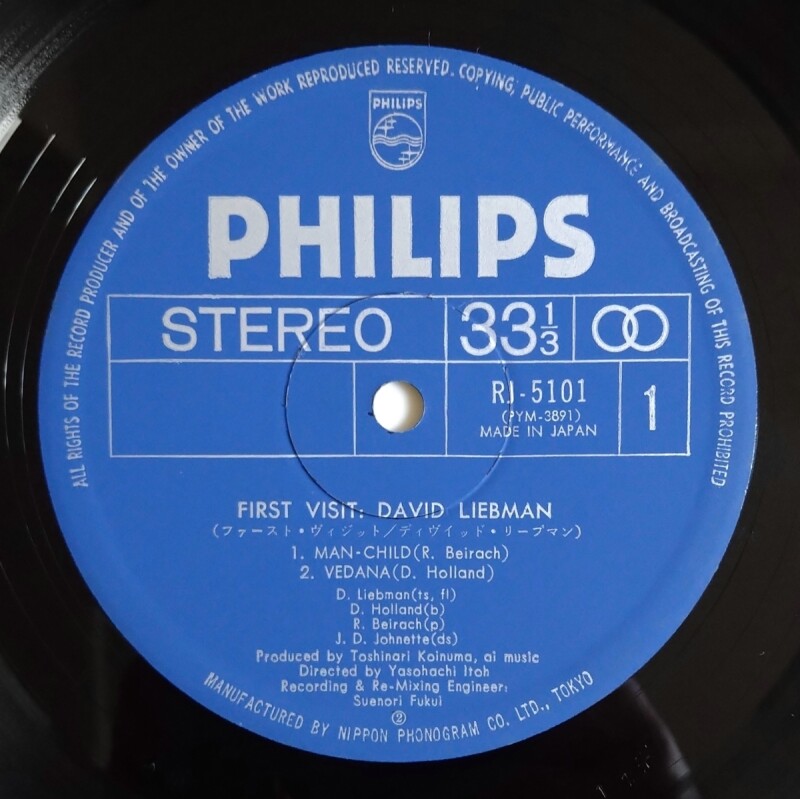 ALL RIGHTS OF THE RECORD PRODUCER AND OF THE OWNER OF THE WORK REPRODUCED RESERVED. COPYING, PUBLIC PERFORMANCE AND BROADCASTING OF THIS RECORD PROHIBITED
PHILIPS
PHILIPS
STEREO 33 1/3
RJ-5101
(PYM-3891)
MADE IN JAPAN
1
FIRST VISIT: DAVID LIEBMAN
(ファースト・ヴィジット/ディヴィッド・リーブマン)
1. MAN-CHILD(R. Beirach)
2. VEDANA(D. Holland)
D. Liebman(ts, fl)
D. Holland(b)
R. Beirach(p)
J. D. Johnette(ds)
Produced by Toshinari Koinuma, ai music
Directed by Yasohachi Itoh
Recording & Re-Mixing Engineer:
Suenori Fukui
②
MANUFACTURED BY NIPPON PHONOGRAM CO. LTD., TOKYO